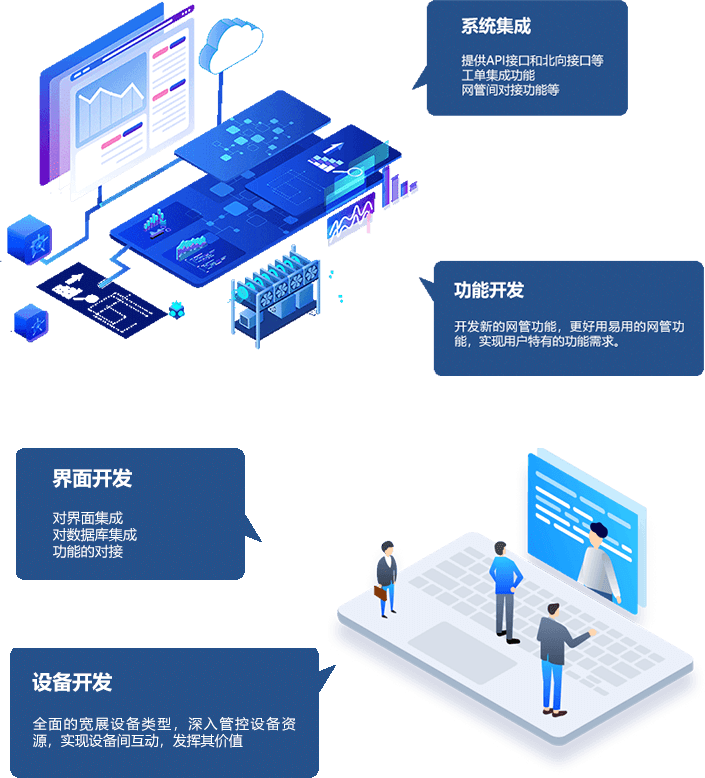 系统集成
提供API接口和北向接口等
工单集成功能
网管间对接功能等
功能开发
开发新的网管功能，更好用易用的网管功
能，实现用户特有的功能需求。
界面开发
对界面集成
对数据库集成
功能的对接
设备开发
全面的宽展设备类型，深入管控设备资
源，实现设备间互动，发挥其价值